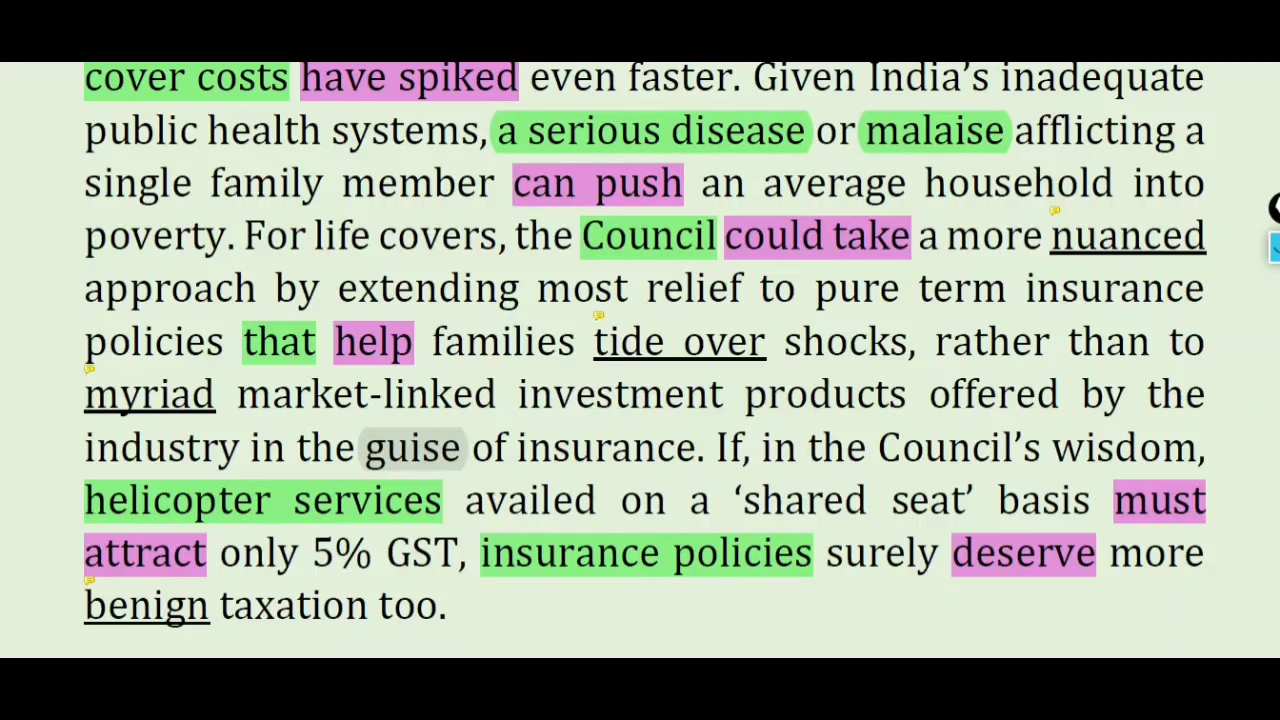 cover costs have spiked even faster. Given India’s inadequate
public health systems, a serious disease or malaise afflicting a
single family member can push an average household into
poverty. For life covers, the Council could take a more nuanced
approach by extending most relief to pure term insurance
policies that help families tide over shocks, rather than to
myriad market-linked investment products offered by the
industry in the guise of insurance. If, in the Council’s wisdom,
helicopter services availed on a ‘shared seat’ basis must
attract only 5% GST, insurance policies surely deserve more
benign taxation too.